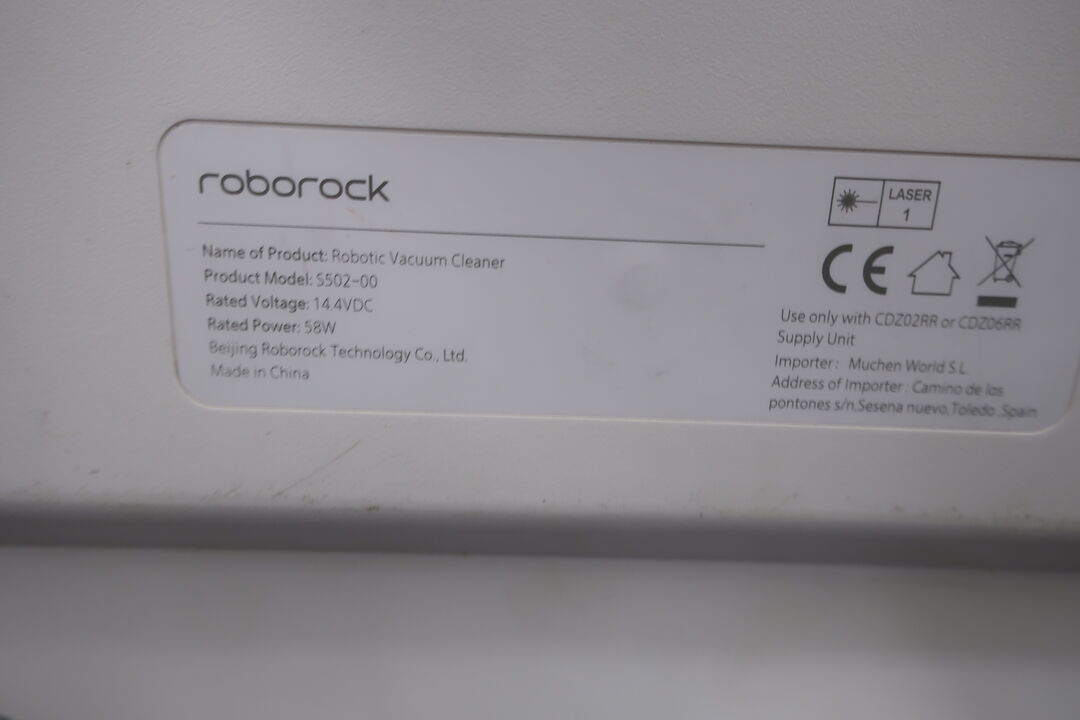 roborock
Name of Product: Robotic Vacuum Cleaner
Product Model: S502-00
Rated Voltage: 14.4VDC
Rated Power: 58W
Beijing Roborock Technology Co., Ltd.
Made in China
LASER
1
CE
Use only with CDZ02RR or CDZ06RR
Supply Unit
Importer: Muchen World S.L
Address of Importer: Camino de los
pontones s/n,Sesena nuevo,Toledo ,Spain